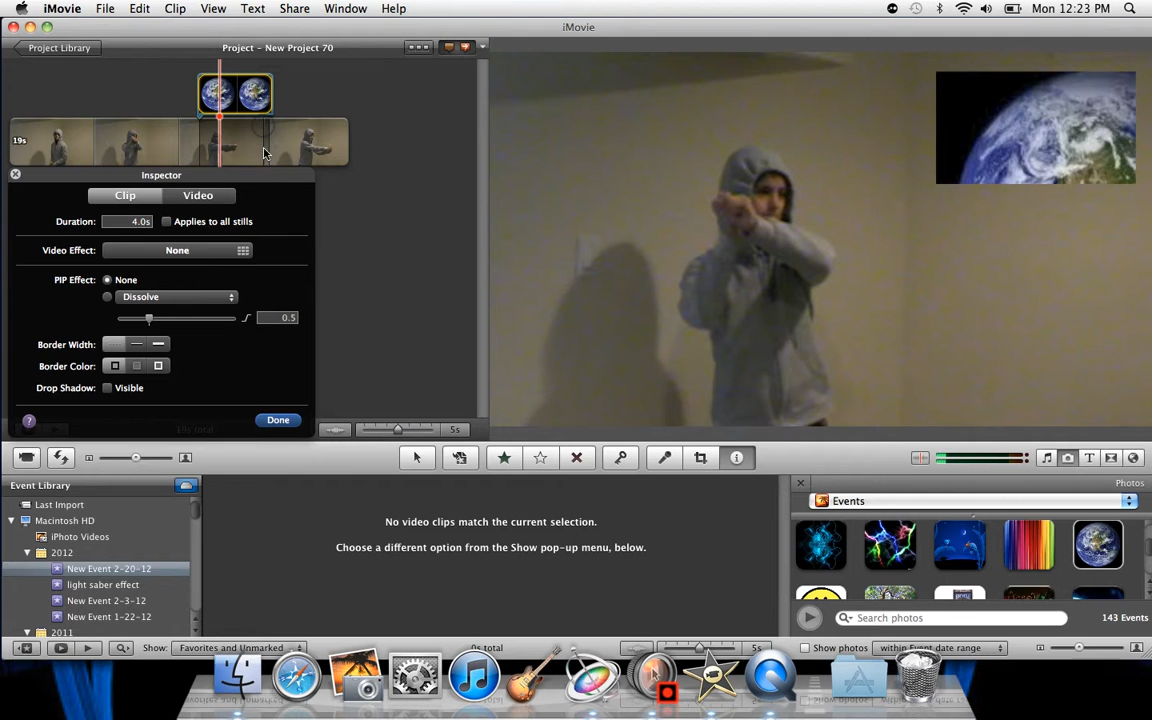 iMovie File Edit Clip View Text Share Window Help Mon 12:23 PM
iMovie
Project Library Project - New Project 70
19s
Inspector
Clip Video
Duration: 4.0s Applies to all stills
Video Effect: None
PIP Effect: None
Dissolve
0.5
Border Width:
Border Color:
Drop Shadow: Visible
? Done
19s total 5s
Event Library
Last Import
Macintosh HD
iPhoto Videos
2012
New Event 2-20-12
light saber effect
New Event 2-3-12
New Event 1-22-12
2011
No video clips match the current selection.
Choose a different option from the Show pop-up menu, below.
Photos
Events
Search photos 143 Events
Show: Favorites and Unmarked 0s total 5s Show photos within Event date range